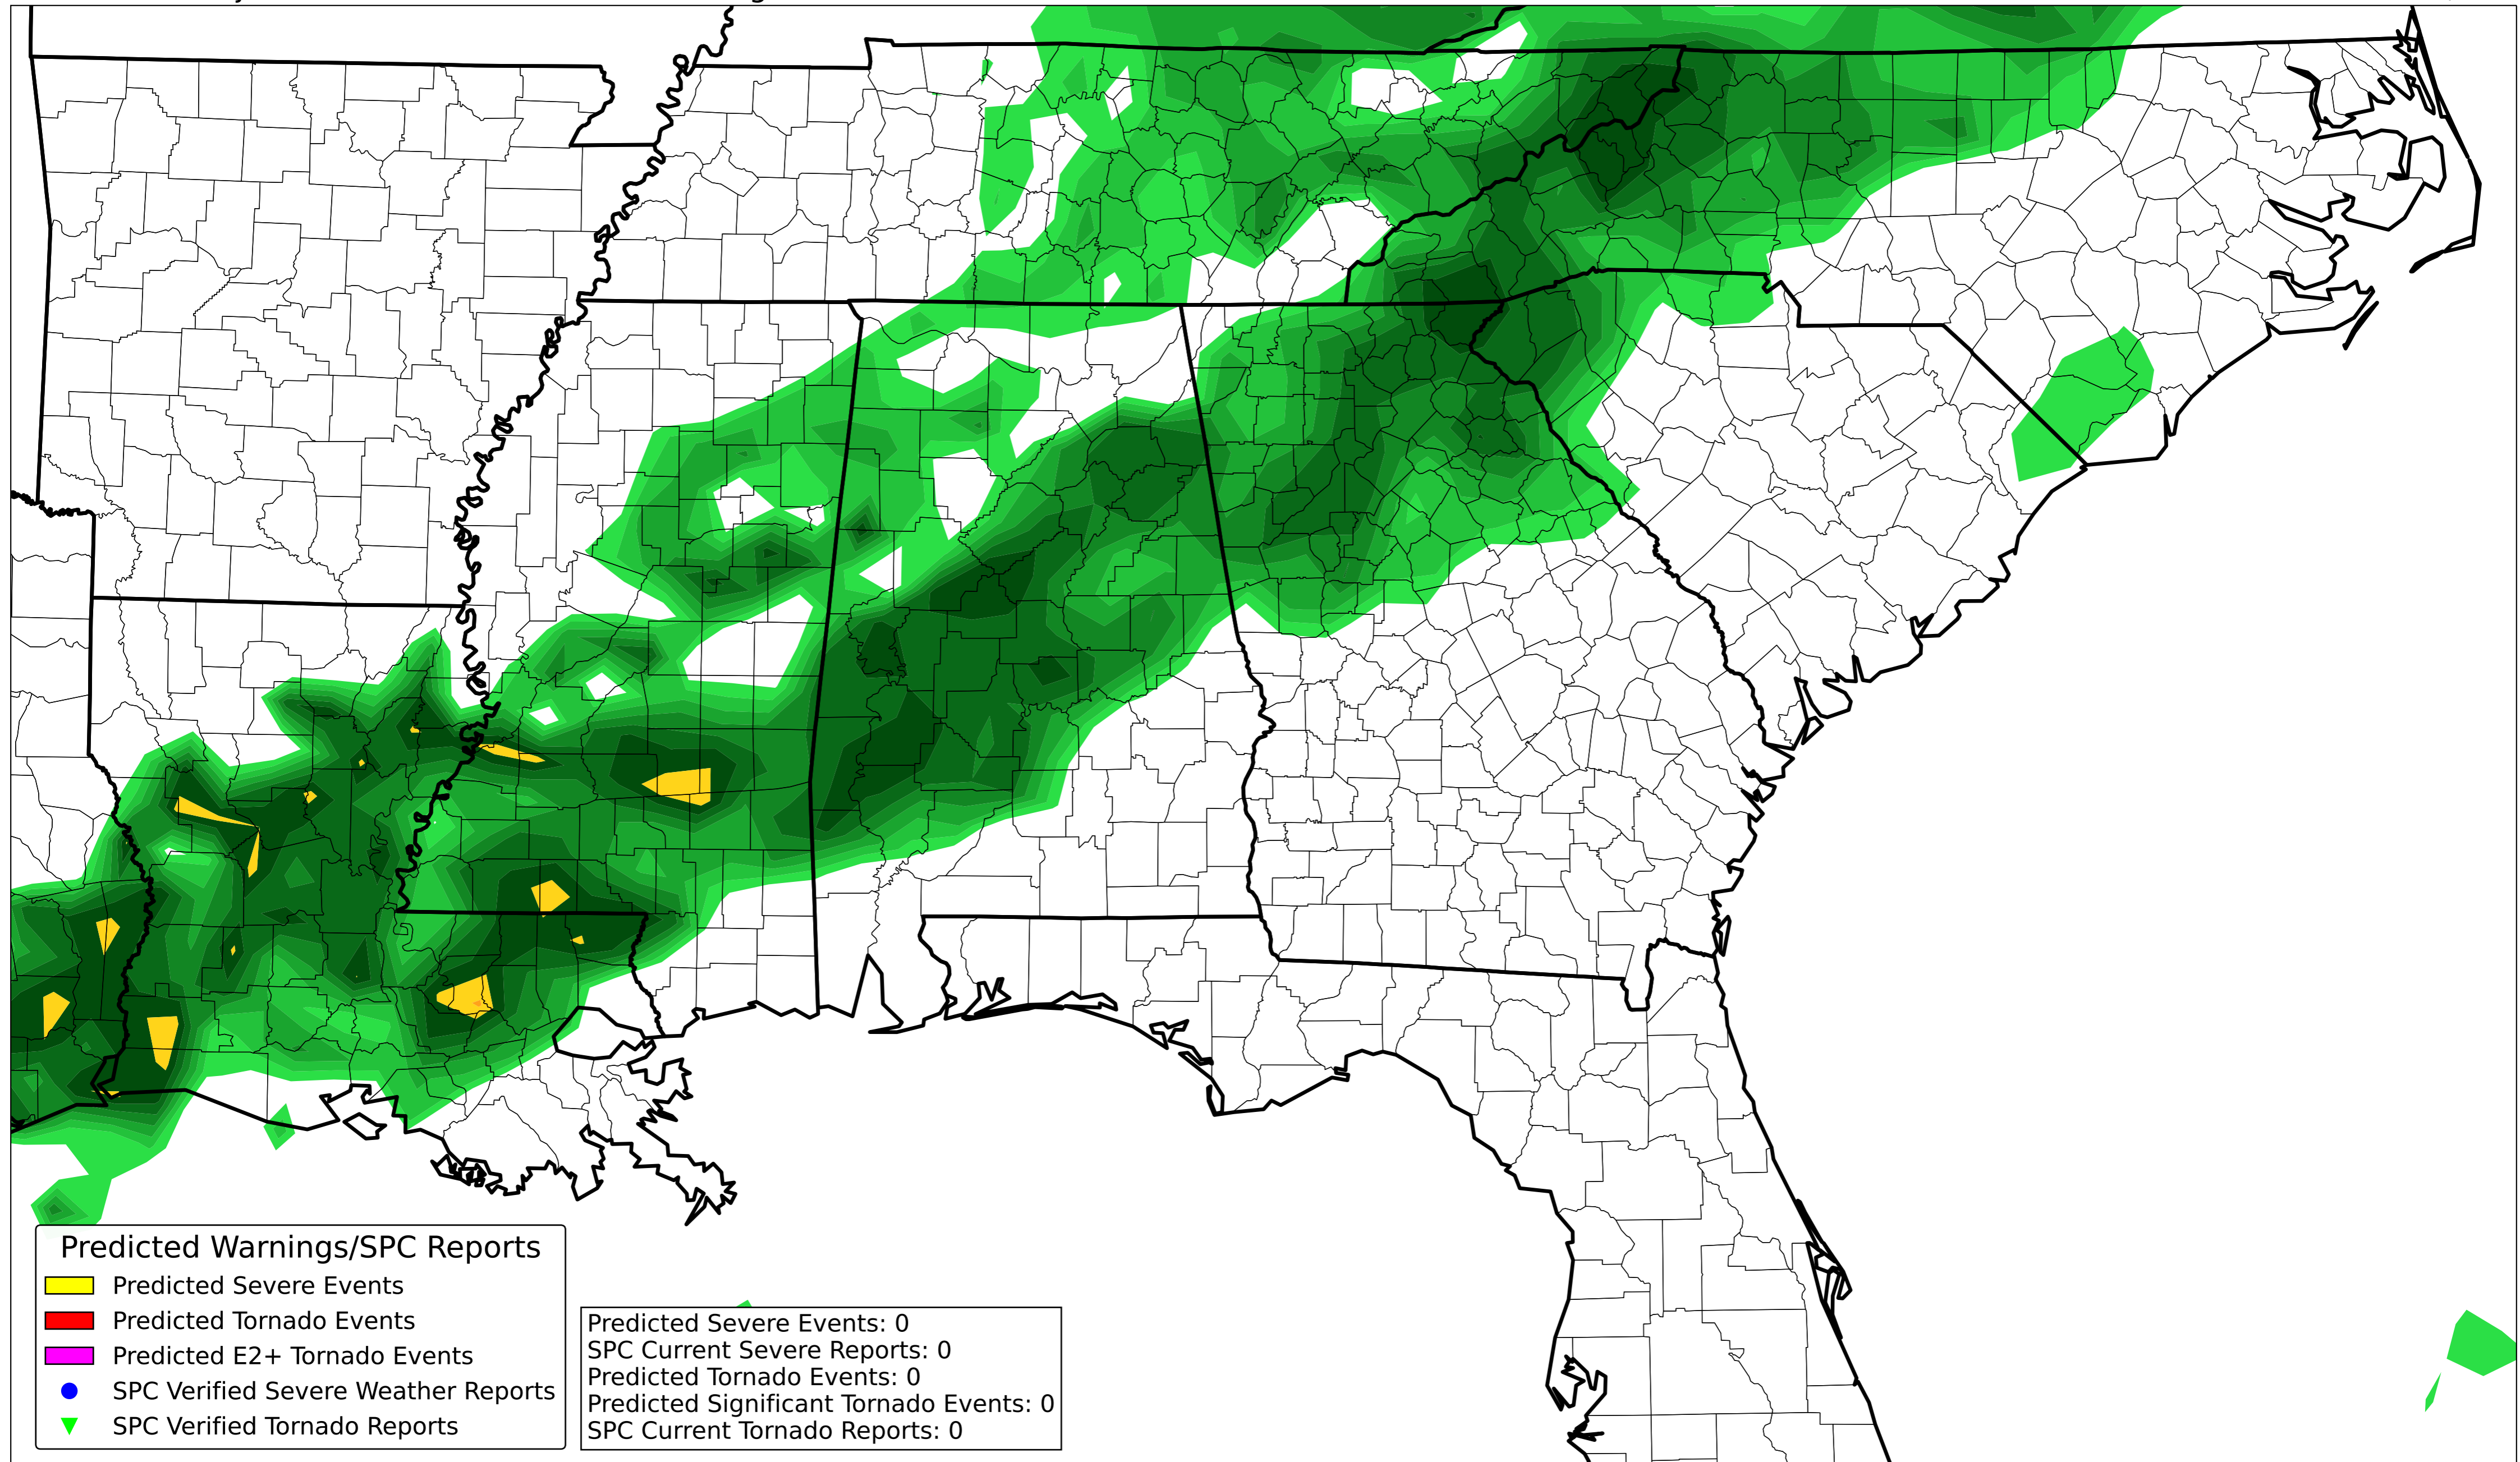 Predicted Warnings/SPC Reports
Predicted Severe Events
Predicted Tornado Events
Predicted E2+ Tornado Events
SPC Verified Severe Weather Reports
SPC Verified Tornado Reports
Predicted Severe Events: 0
SPC Current Severe Reports: 0
Predicted Tornado Events: 0
Predicted Significant Tornado Events: 0
SPC Current Tornado Reports: 0